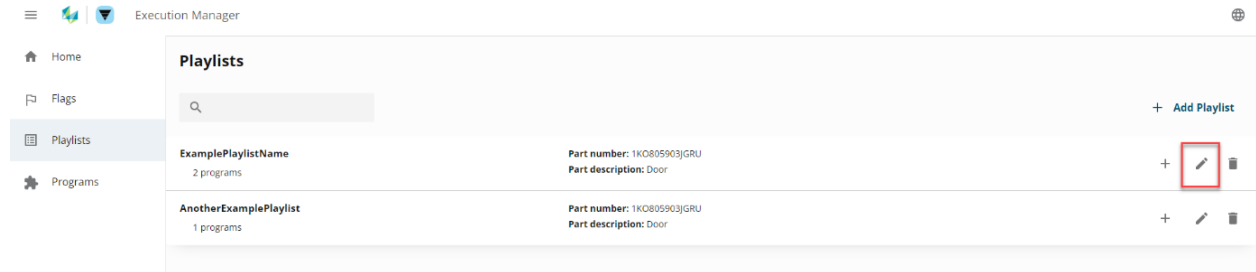 Execution Manager
Home
Flags
Playlists
Programs
Playlists
+ Add Playlist
ExamplePlaylistName
2 programs
Part number: 1KO805903JGRU
Part description: Door
AnotherExamplePlaylist
1 programs
Part number: 1KO805903JGRU
Part description: Door